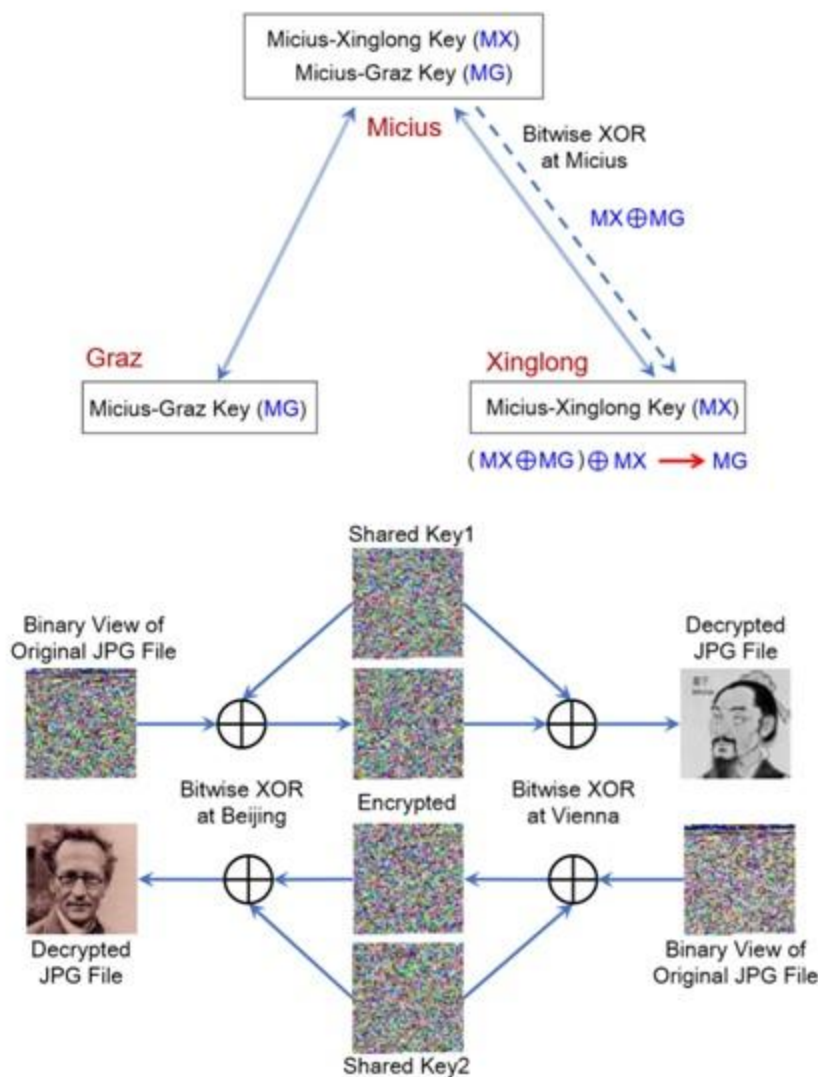 Micius-Xinglong Key (MX)
Micius-Graz Key (MG)
Micius
Bitwise XOR
at Micius
MX⊕MG
Graz
Micius-Graz Key (MG)
Xinglong
Micius-Xinglong Key (MX)
(MX⊕MG)⊕MX → MG
Shared Key1
Binary View of
Original JPG File
Decrypted
JPG File
Bitwise XOR
at Beijing
Encrypted
Bitwise XOR
at Vienna
Decrypted
JPG File
Binary View of
Original JPG File
Shared Key2